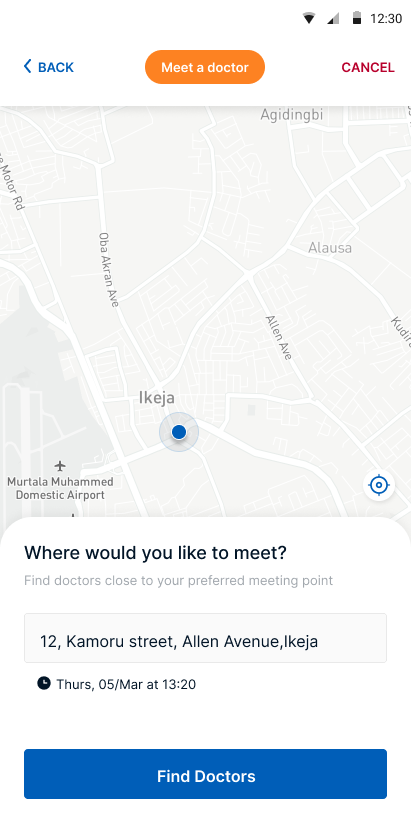 12:30
BACK
Meet a doctor
CANCEL
Agidingbi
Motor Rd
Oba Akran Ave
Alausa
Allen Ave
Ikeja
Murtala Muhammed
Domestic Airport
Where would you like to meet?
Find doctors close to your preferred meeting point
12, Kamoru street, Allen Avenue,Ikeja
Thurs, 05/Mar at 13:20
Find Doctors